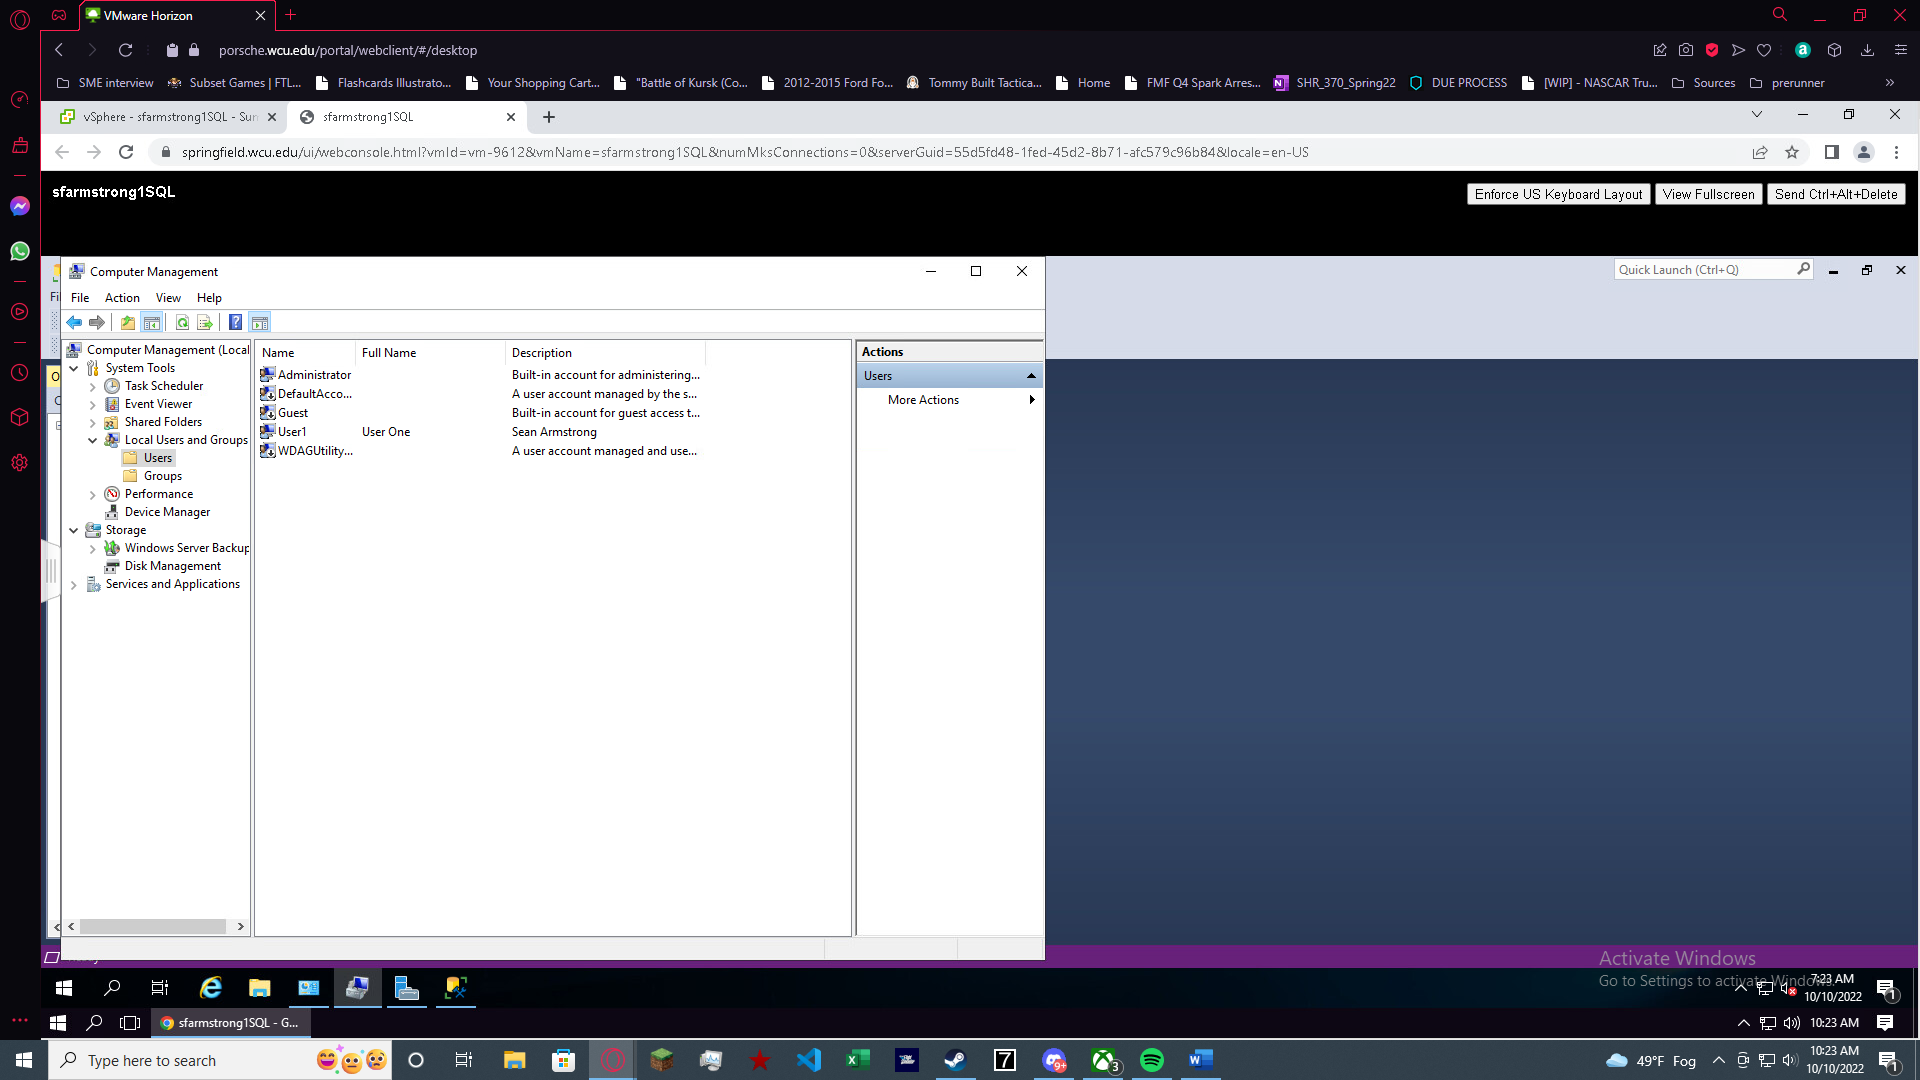 VMware Horizon
porsche.wcu.edu/portal/webclient/#/desktop
SME interview
Subset Games | FTL...
Flashcards Illustrato...
Your Shopping Cart...
"Battle of Kursk (Co...
2012-2015 Ford Fo...
Tommy Built Tactica...
Home
FMF Q4 Spark Arres...
SHR_370_Spring22
DUE PROCESS
[WIP] - NASCAR Tru...
Sources
prerunner
vSphere - sfarmstrong1SQL - Sum
sfarmstrong1SQL
springfield.wcu.edu/ui/webconsole.html?vmId=vm-9612&vmName=sfarmstrong1SQL&numMksConnections=0&serverGuid=55d5fd48-1fed-45d2-8b71-afc579c96b84&locale=en-US
sfarmstrong1SQL
Enforce US Keyboard Layout
View Fullscreen
Send Ctrl+Alt+Delete
Computer Management
Quick Launch (Ctrl+Q)
File Action View Help
Computer Management (Local
System Tools
Task Scheduler
Event Viewer
Shared Folders
Local Users and Groups
Users
Groups
Performance
Device Manager
Storage
Windows Server Backup
Disk Management
Services and Applications
Name Full Name Description
Administrator Built-in account for administering...
DefaultAcco... A user account managed by the s...
Guest Built-in account for guest access t...
User1 User One Sean Armstrong
WDAGUtility... A user account managed and use...
Actions
Users
More Actions
Activate Windows
Go to Settings to activate Windows.
7:23 AM
10/10/2022
1
sfarmstrong1SQL - G...
10:23 AM
Type here to search
7
9+
3
49°F Fog
10:23 AM
10/10/2022
1